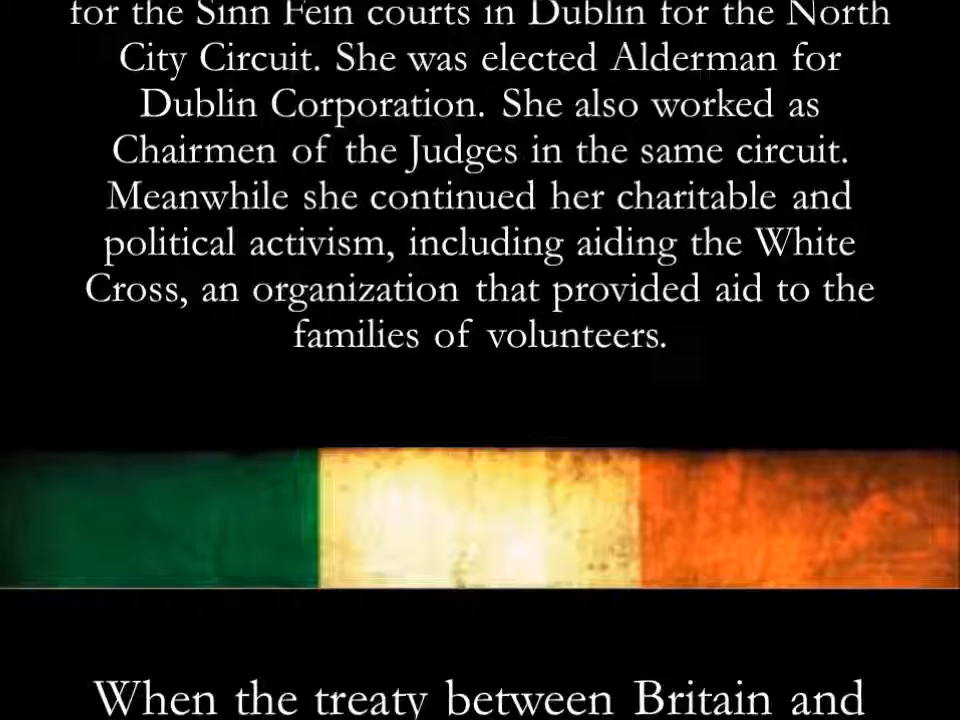 for the Sinn Fein courts in Dublin for the North
City Circuit. She was elected Alderman for
Dublin Corporation. She also worked as
Chairmen of the Judges in the same circuit.
Meanwhile she continued her charitable and
political activism, including aiding the White
Cross, an organization that provided aid to the
families of volunteers.
When the treaty between Britain and